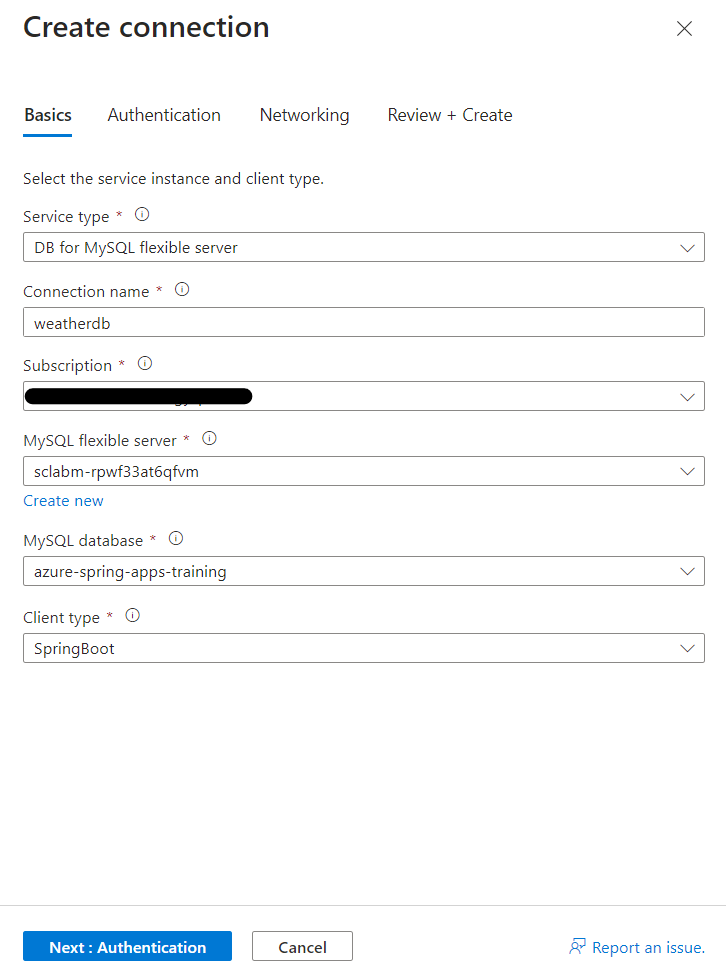 Create connection
Basics Authentication Networking Review + Create
Select the service instance and client type.
Service type *
DB for MySQL flexible server
Connection name *
weatherdb
Subscription *
MySQL flexible server *
sclabm-rpwf33at6qfvm
Create new
MySQL database *
azure-spring-apps-training
Client type *
SpringBoot
Next : Authentication Cancel Report an issue.